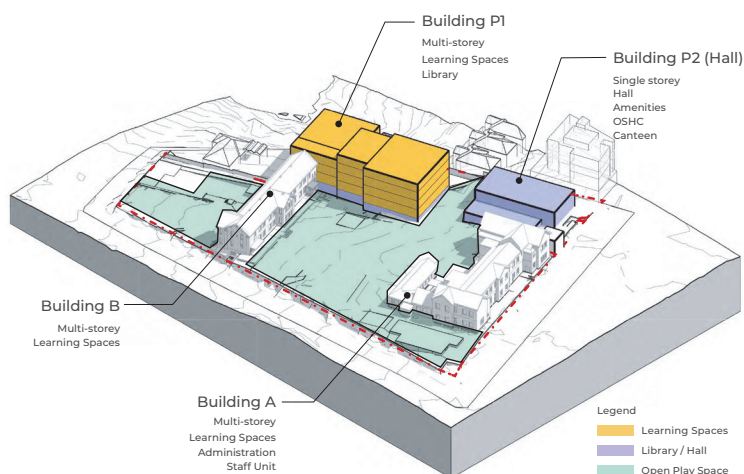 Building P1
Multi-storey
Learning Spaces
Library
Building P2 (Hall)
Single storey
Hall
Amenities
OSHC
Canteen
Building B
Multi-storey
Learning Spaces
Building A
Multi-storey
Learning Spaces
Administration
Staff Unit
Legend
Learning Spaces
Library / Hall
Open Play Space